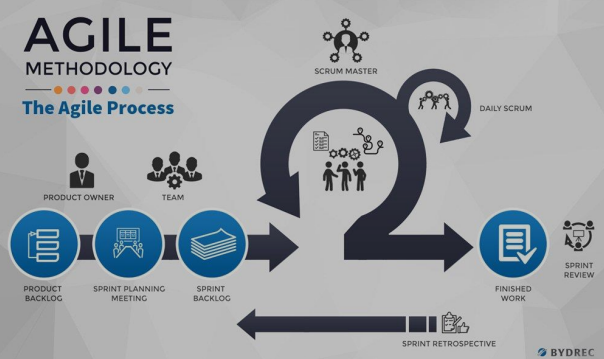 AGILE
METHODOLOGY
The Agile Process
SCRUM MASTER
DAILY SCRUM
PRODUCT OWNER
TEAM
PRODUCT
BACKLOG
SPRINT PLANNING
MEETING
SPRINT
BACKLOG
FINISHED
WORK
SPRINT
REVIEW
SPRINT RETROSPECTIVE
BYDREC